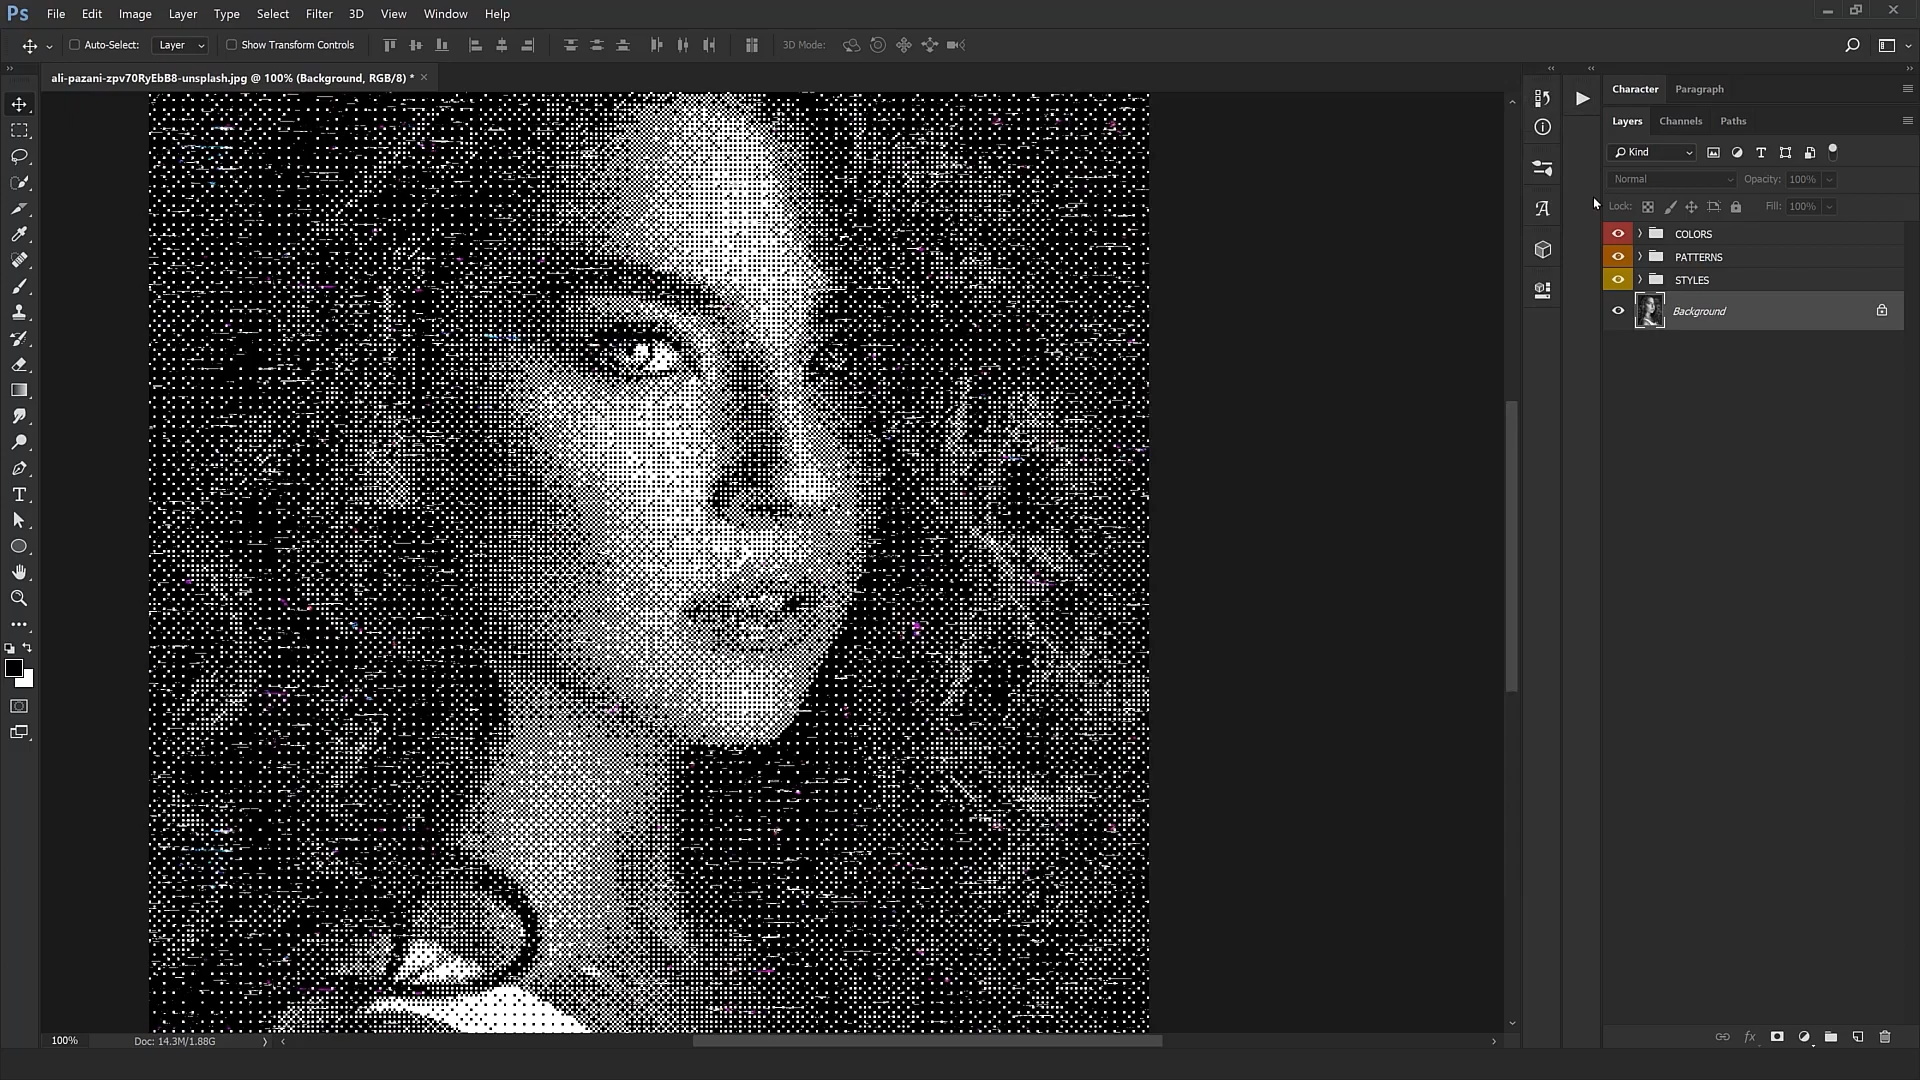 Ps File Edit Image Layer Type Select Filter 3D View Window Help
Auto-Select: Layer Show Transform Controls 3D Mode:
ali-pazani-zpv70RyEbB8-unsplash.jpg @ 100% (Background, RGB/8) * ×
Character Paragraph
Layers Channels Paths
Kind
Normal Opacity: 100%
Lock: Fill: 100%
COLORS
PATTERNS
STYLES
Background
100% Doc: 14.3M/1.88G